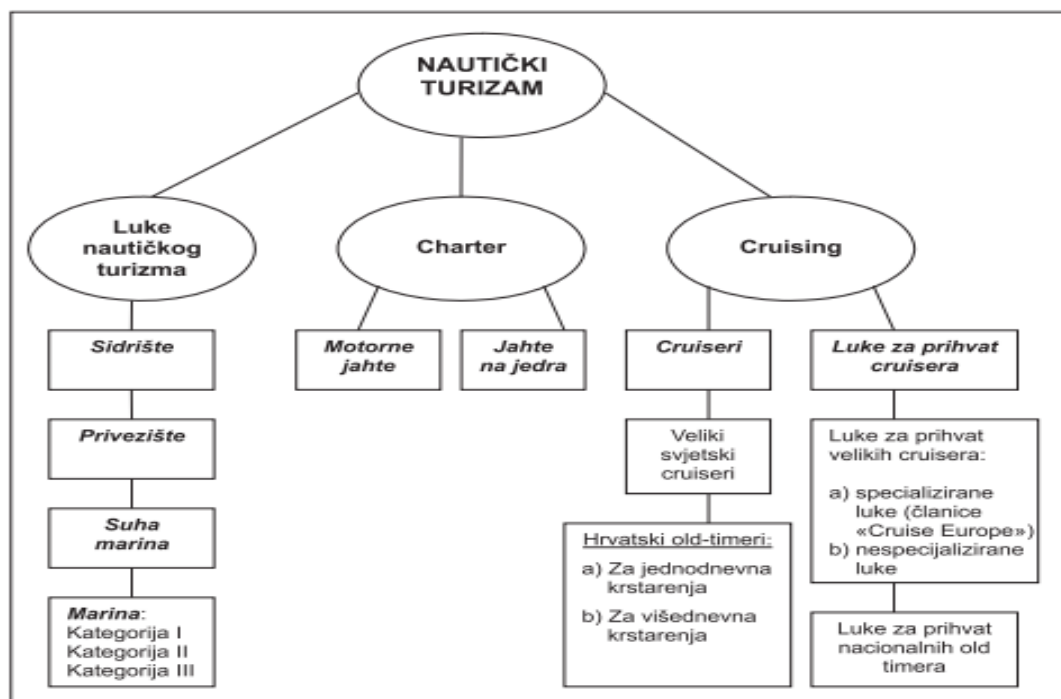 NAUTIČKI
TURIZAM
Luke
nautičkog
turizma
Charter
Cruising
Sidrište
Privezište
Suha
marina
Marina:
Kategorija I
Kategorija II
Kategorija III
Motorne
jahte
Jahte
na jedra
Cruiseri
Veliki
svjetski
cruiseri
Hrvatski old-timeri:
a) Za jednodnevna
krstarenja
b) Za višednevna
krstarenja
Luke za prihvat
cruisera
Luke za prihvat
velikih cruisera:
a) specializirane
luke (članice
«Cruise Europe»)
b) nespecijalizirane
luke
Luke za prihvat
nacionalnih old
timera